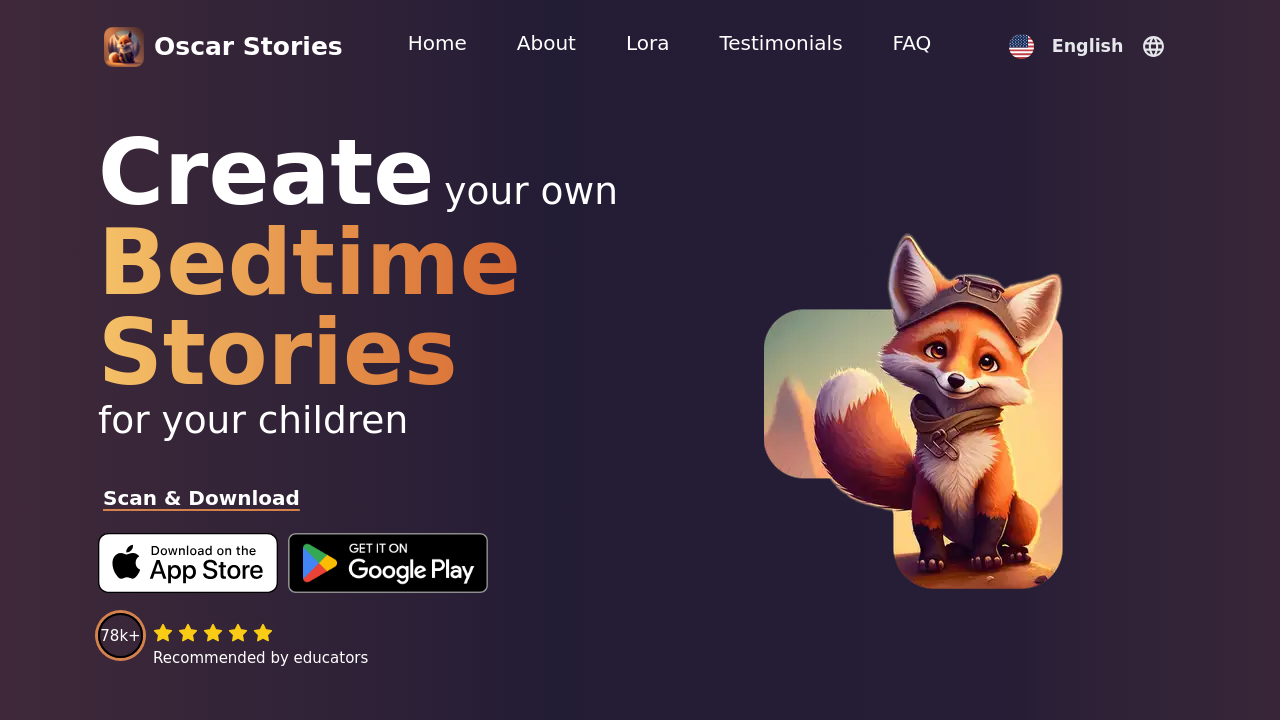 Oscar Stories
Home
About
Lora
Testimonials
FAQ
English
Create your own
Bedtime
Stories
for your children
Scan & Download
Download on the
App Store
GET IT ON
Google Play
78k+
Recommended by educators